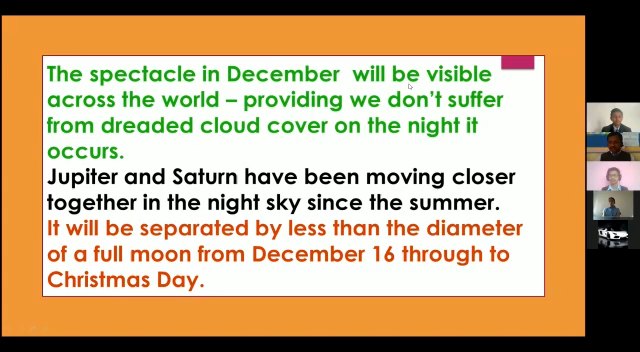 The spectacle in December will be visible
across the world – providing we don't suffer
from dreaded cloud cover on the night it
occurs.
Jupiter and Saturn have been moving closer
together in the night sky since the summer.
It will be separated by less than the diameter
of a full moon from December 16 through to
Christmas Day.